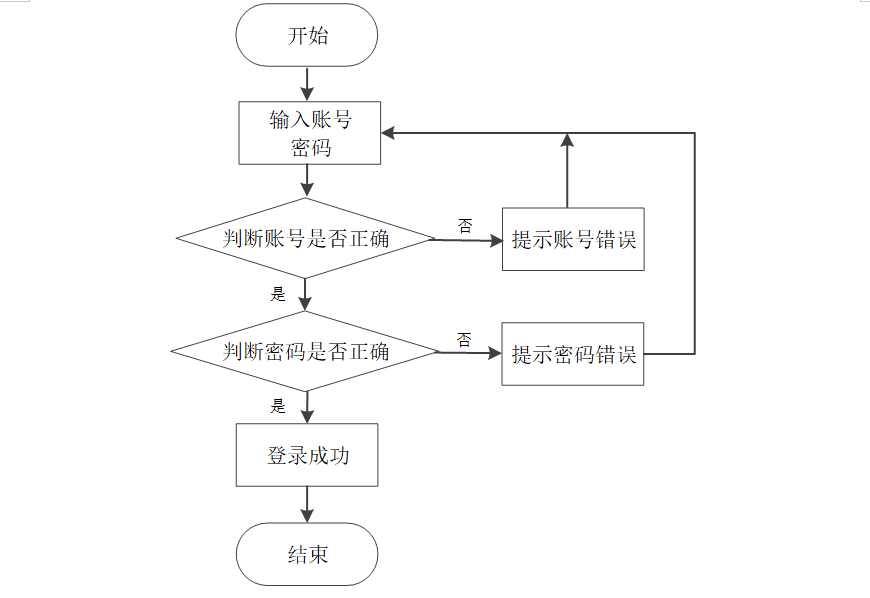 开始
输入账号
密码
判断账号是否正确
否
提示账号错误
是
判断密码是否正确
否
提示密码错误
是
登录成功
结束